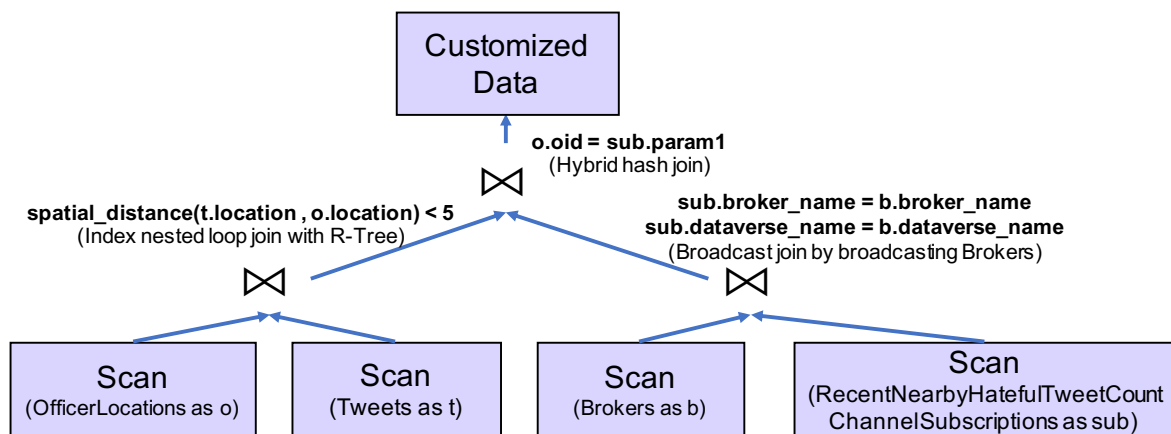 Customized
Data
o.oid = sub.param1
(Hybrid hash join)
spatial_distance(t.location , o.location) < 5
(Index nested loop join with R-Tree)
sub.broker_name = b.broker_name
sub.dataverse_name = b.dataverse_name
(Broadcast join by broadcasting Brokers)
Scan
(OfficerLocations as o)
Scan
(Tweets as t)
Scan
(Brokers as b)
Scan
(RecentNearbyHatefulTweetCount
ChannelSubscriptions as sub)